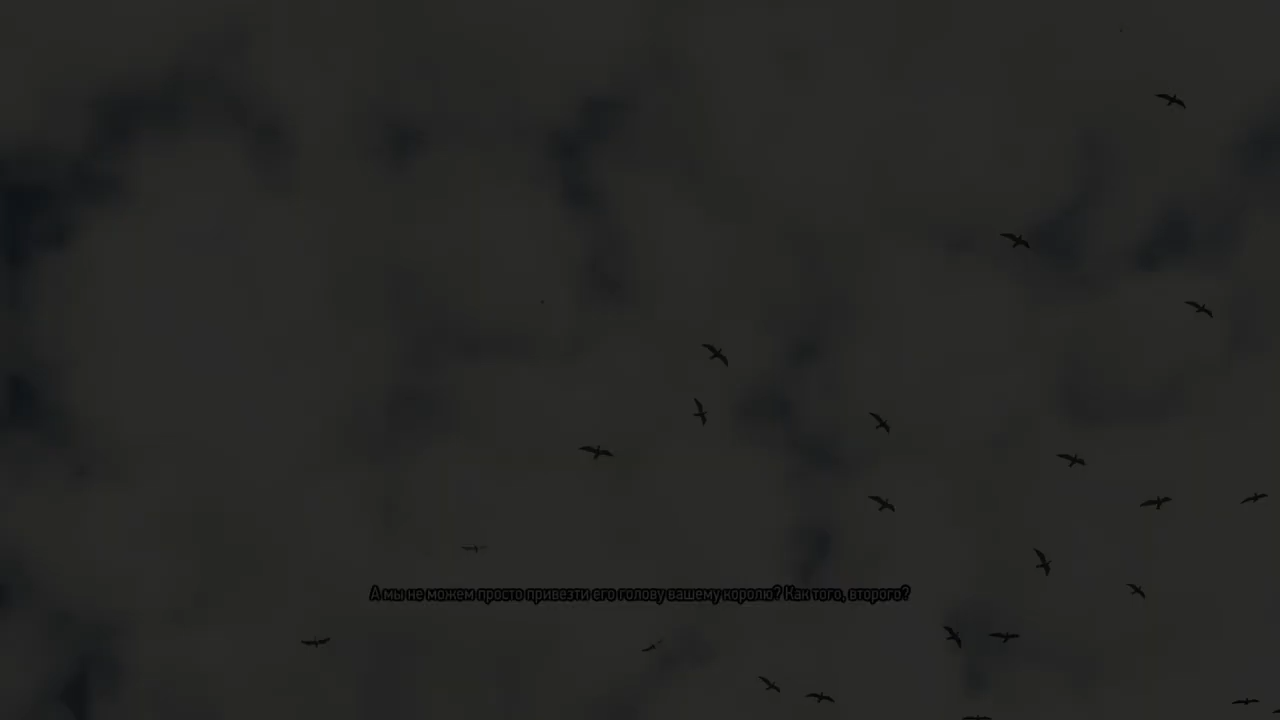 А мы не можем просто привезти его голову вашему королю? Как того, второго?